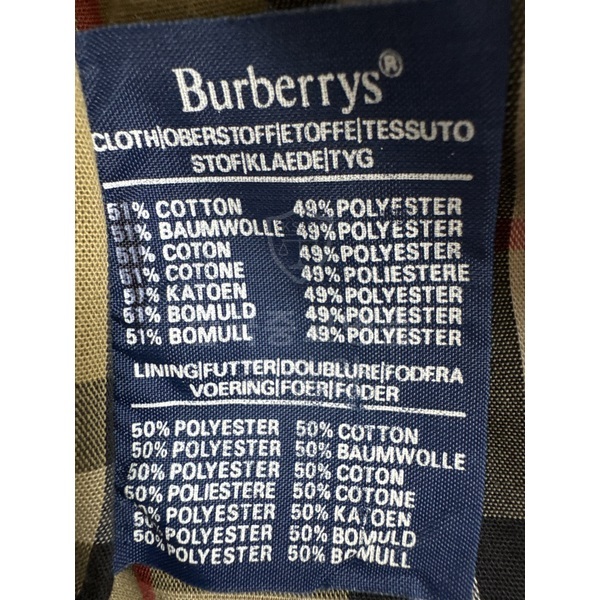 Burberrys®
CLOTH|OBERSTOFF|ETOFFE|TESSUTO
STOF|KLAEDE|TYG
51% COTTON 49% POLYESTER
51% BAUMWOLLE 49% POLYESTER
51% COTON 49% POLYESTER
51% COTONE 49% POLIESTERE
51% KATOEN 49% POLYESTER
51% BOMULD 49% POLYESTER
51% BOMULL 49% POLYESTER
LINING|FUTTER|DOUBLURE|FODERA
VOERING|FOER|FODER
50% POLYESTER 50% COTTON
50% POLYESTER 50% BAUMWOLLE
50% POLYESTER 50% COTON
50% POLIESTERE 50% COTONE
50% POLYESTER 50% KATOEN
50% POLYESTER 50% BOMULD
50% POLYESTER 50% BOMULL